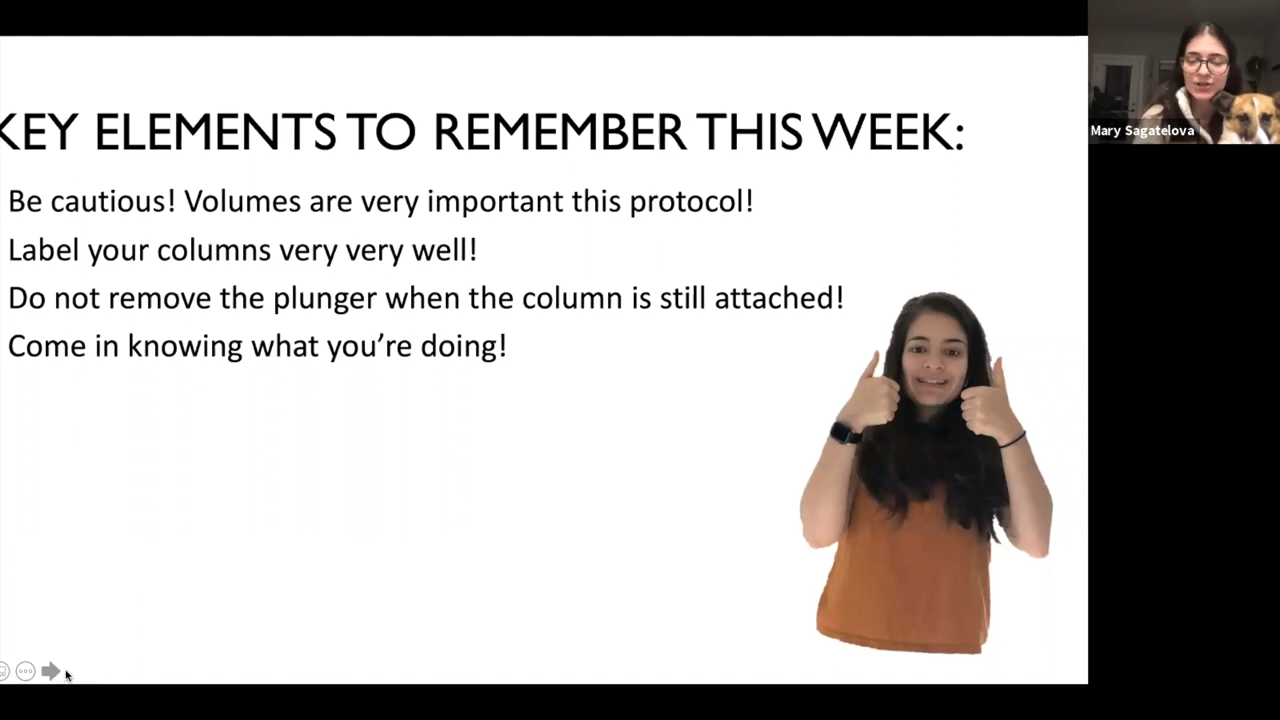 KEY ELEMENTS TO REMEMBER THIS WEEK:
Be cautious! Volumes are very important this protocol!
Label your columns very very well!
Do not remove the plunger when the column is still attached!
Come in knowing what you’re doing!
Mary Sagatelova